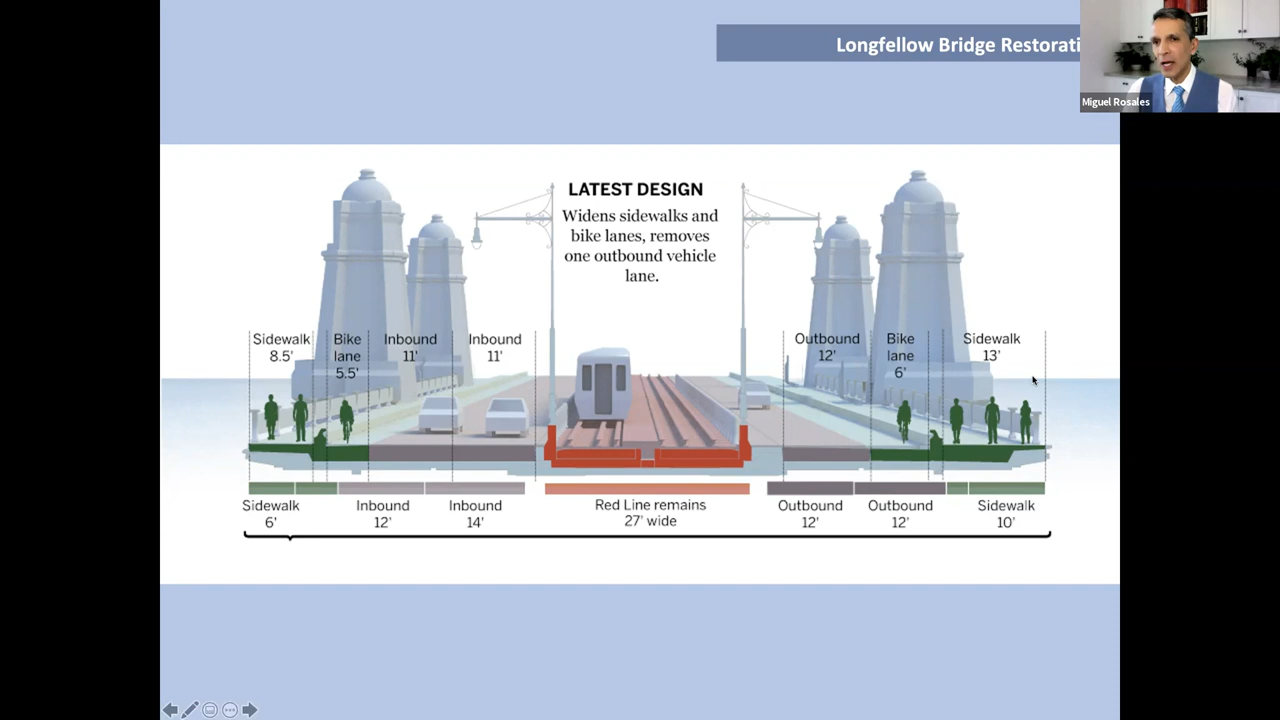 Longfellow Bridge Restorati
Miguel Rosales
LATEST DESIGN
Widens sidewalks and
bike lanes, removes
one outbound vehicle
lane.
Sidewalk
8.5'
Bike
lane
5.5'
Inbound
11'
Inbound
11'
Outbound
12'
Bike
lane
6'
Sidewalk
13'
Sidewalk
6'
Inbound
12'
Inbound
14'
Red Line remains
27' wide
Outbound
12'
Outbound
12'
Sidewalk
10'